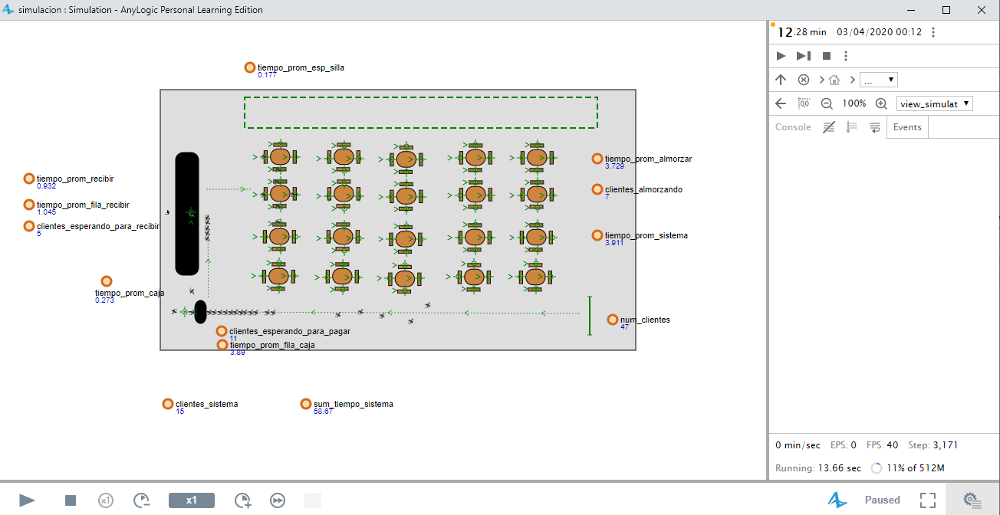 simulacion : Simulation - AnyLogic Personal Learning Edition
12.28 min 03/04/2020 00:12
...
100% view_simulat
Console Events
tiempo_prom_esp_silla
0.177
tiempo_prom_almorzar
3.729
tiempo_prom_recibir
0.932
clientes_almorzando
7
tiempo_prom_fila_recibir
1.045
clientes_esperando_para_recibir
5
tiempo_prom_sistema
3.911
tiempo_prom_caja
0.273
num_clientes
47
clientes_esperando_para_pagar
11
tiempo_prom_fila_caja
3.89
clientes_sistema
15
sum_tiempo_sistema
58.67
0 min/sec EPS: 0 FPS: 40 Step: 3,171
Running: 13.66 sec 11% of 512M
x1 x1 Paused